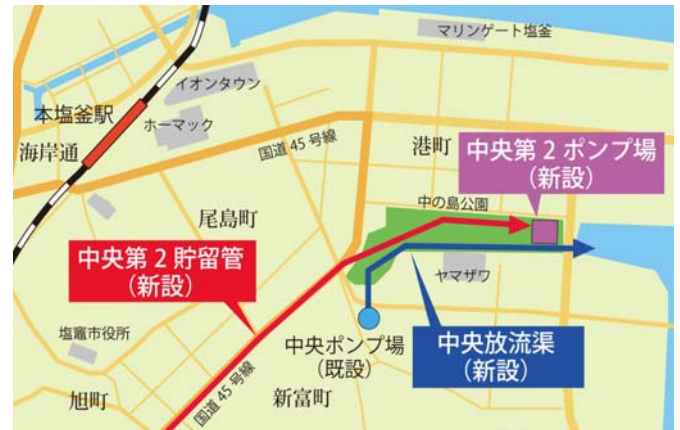 マリンゲート塩釜
イオンタウン
本塩釜駅
ホーマック
海岸通
国道45号線
港町
中央第2ポンプ場
(新設)
中の島公園
尾島町
中央第2貯留管
(新設)
ヤマザワ
塩竈市役所
中央ポンプ場
(既設)
中央放流渠
(新設)
国道45号線
新富町
旭町